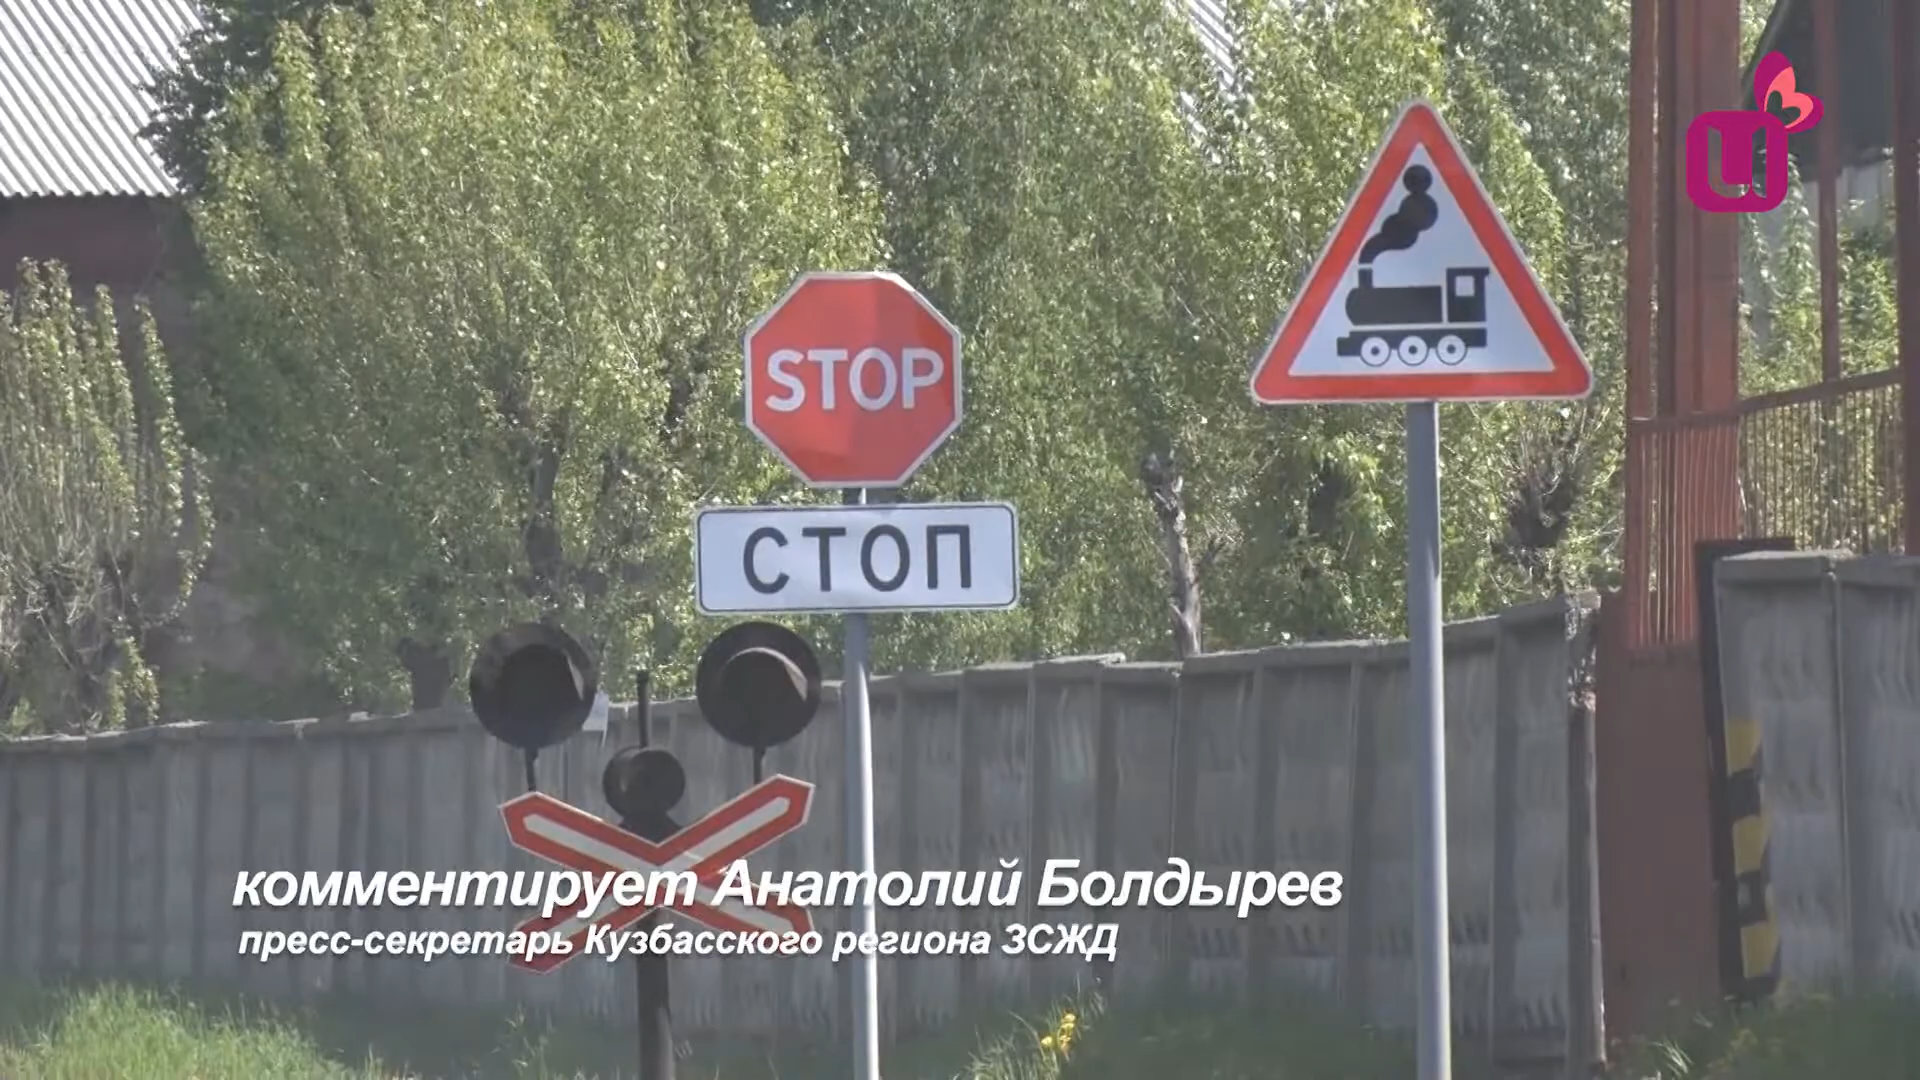 STOP
СТОП
комментирует Анатолий Болдырев
пресс-секретарь Кузбасского региона ЗСЖД